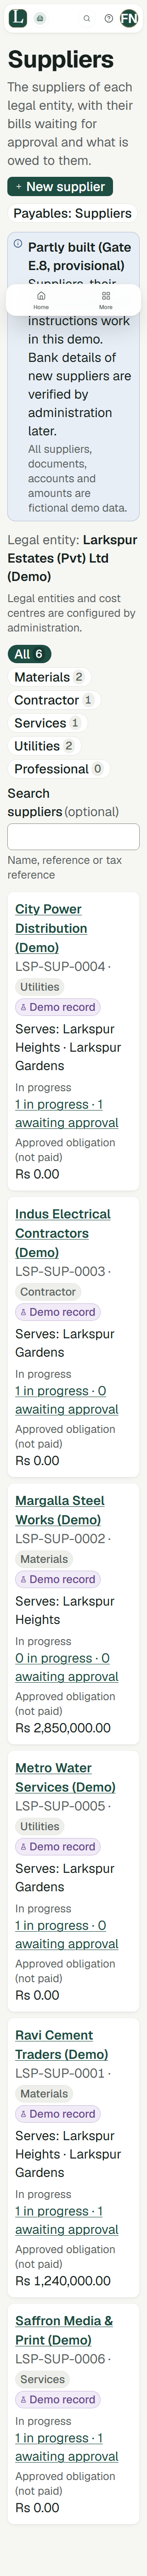 L
FN
Suppliers
The suppliers of each
legal entity, with their
bills waiting for
approval and what is
owed to them.
+ New supplier
Payables: Suppliers
Partly built (Gate
E.8, provisional)
Home
More
instructions work
in this demo.
Bank details of
new suppliers are
verified by
administration
later.
All suppliers,
documents,
accounts and
amounts are
fictional demo data.
Legal entity: Larkspur
Estates (Pvt) Ltd
(Demo)
Legal entities and cost
centres are configured by
administration.
All 6
Materials 2
Contractor 1
Services 1
Utilities 2
Professional 0
Search
suppliers (optional)
Name, reference or tax
reference
City Power
Distribution
(Demo)
LSP-SUP-0004 ·
Utilities
Demo record
Serves: Larkspur
Heights · Larkspur
Gardens
In progress
1 in progress · 1
awaiting approval
Approved obligation
(not paid)
Rs 0.00
Indus Electrical
Contractors
(Demo)
LSP-SUP-0003 ·
Contractor
Demo record
Serves: Larkspur
Gardens
In progress
1 in progress · 0
awaiting approval
Approved obligation
(not paid)
Rs 0.00
Margalla Steel
Works (Demo)
LSP-SUP-0002 ·
Materials
Demo record
Serves: Larkspur
Heights
In progress
0 in progress · 0
awaiting approval
Approved obligation
(not paid)
Rs 2,850,000.00
Metro Water
Services (Demo)
LSP-SUP-0005 ·
Utilities
Demo record
Serves: Larkspur
Gardens
In progress
1 in progress · 0
awaiting approval
Approved obligation
(not paid)
Rs 0.00
Ravi Cement
Traders (Demo)
LSP-SUP-0001 ·
Materials
Demo record
Serves: Larkspur
Heights · Larkspur
Gardens
In progress
1 in progress · 1
awaiting approval
Approved obligation
(not paid)
Rs 1,240,000.00
Saffron Media &
Print (Demo)
LSP-SUP-0006 ·
Services
Demo record
In progress
1 in progress · 1
awaiting approval
Approved obligation
(not paid)
Rs 0.00